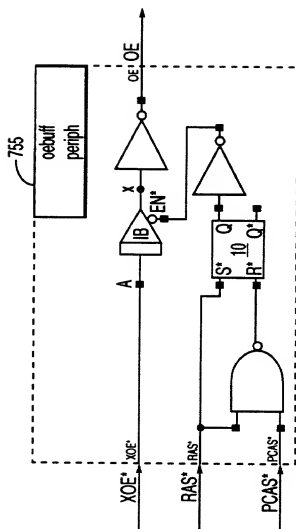 755
oebuff
periph
XOE*
XOE*
A
IB
X
EN*
OE
OE
RAS*
RAS*
S*
Q
10
R*
Q*
PCAS*
PCAS*